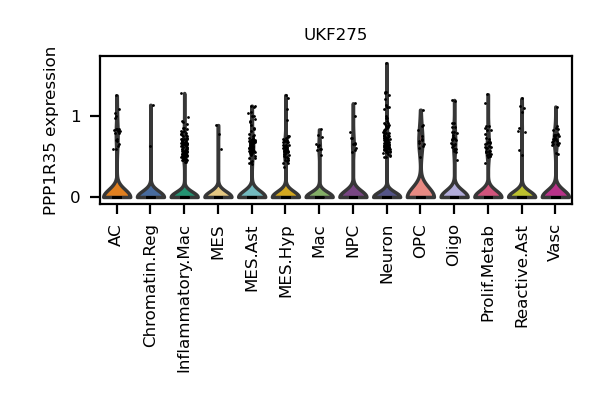 UKF275
PPP1R35 expression
1
0
AC
Chromatin.Reg
Inflammatory.Mac
MES
MES.Ast
MES.Hyp
Mac
NPC
Neuron
OPC
Oligo
Prolif.Metab
Reactive.Ast
Vasc